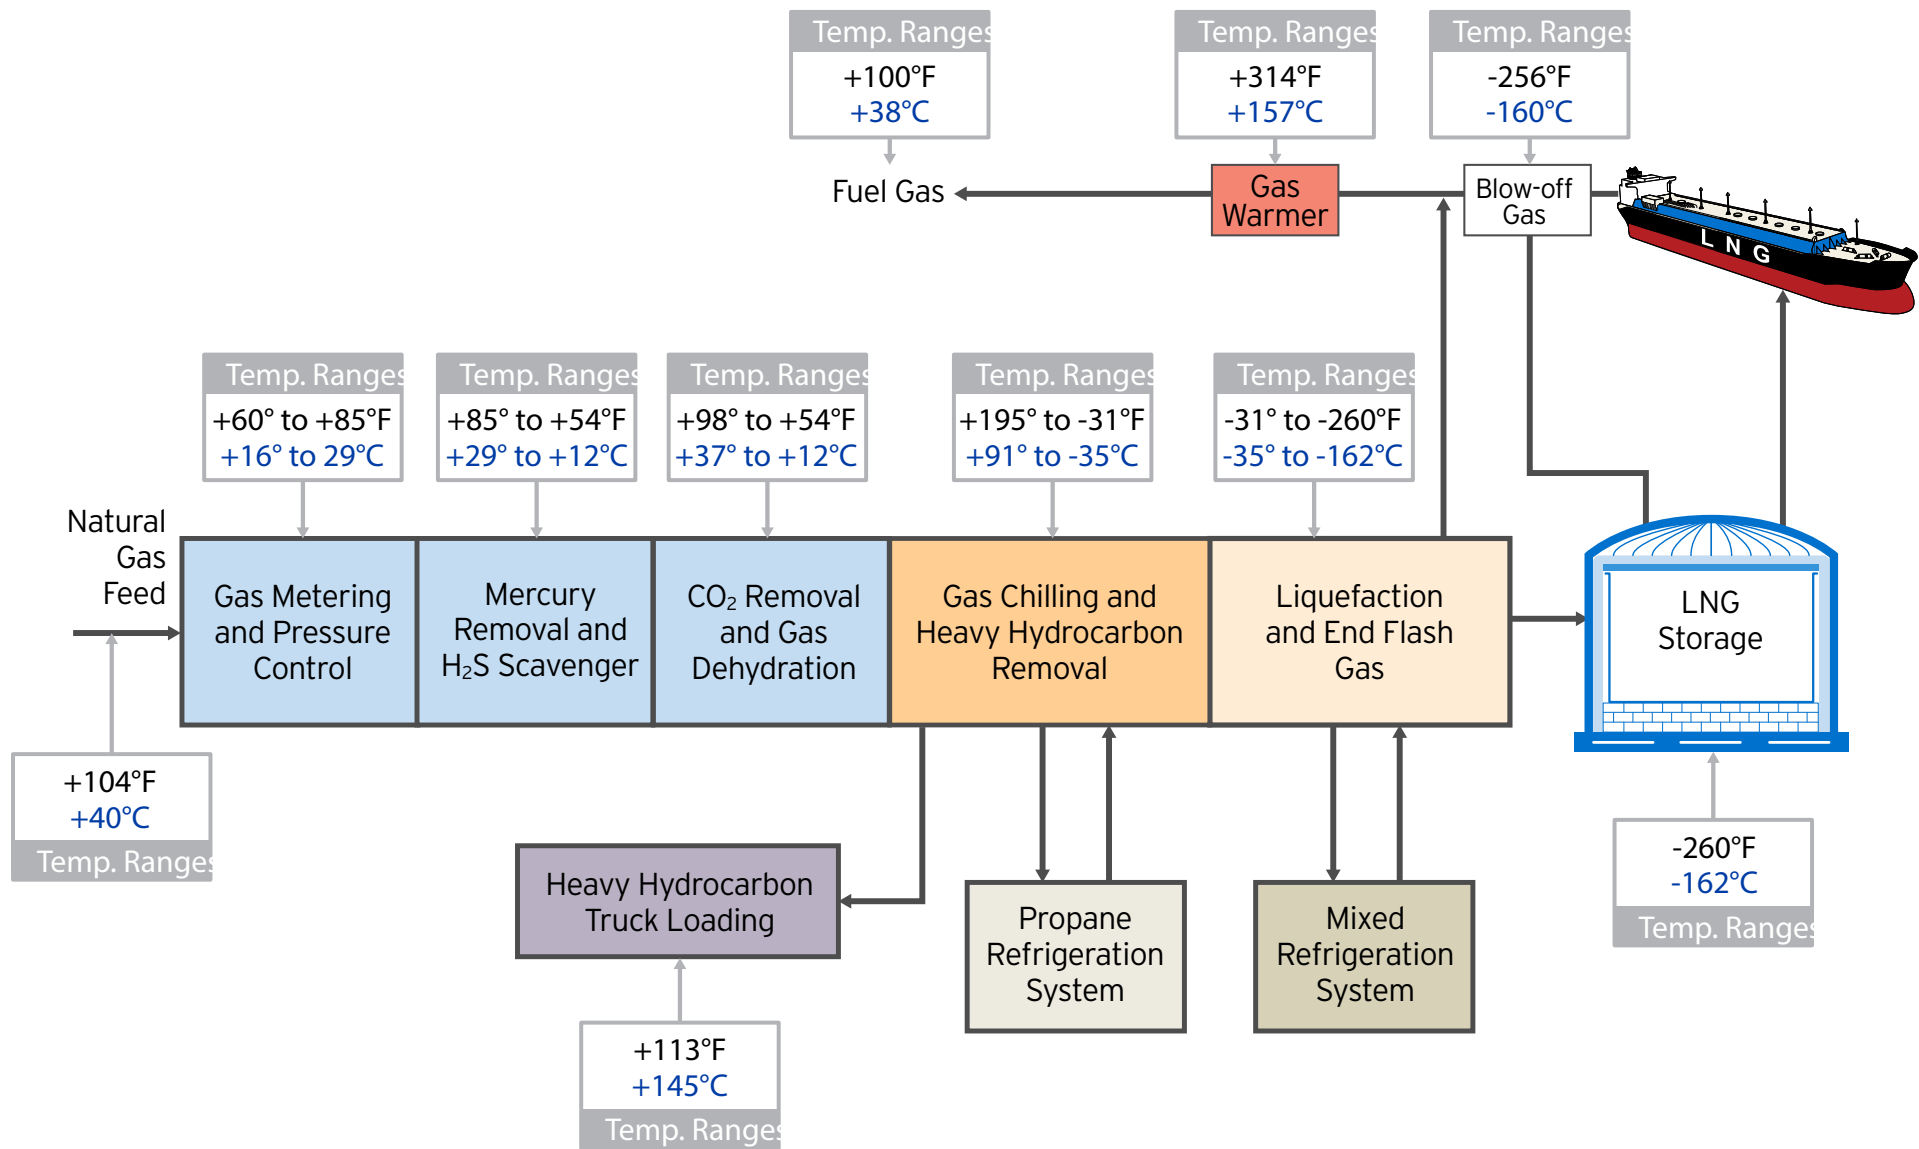 Temp. Ranges
+100°F
+38°C
Temp. Ranges
+314°F
+157°C
Temp. Ranges
-256°F
-160°C
Fuel Gas
Gas
Warmer
Blow-off
Gas
LNG
Temp. Ranges
+60° to +85°F
+16° to 29°C
Temp. Ranges
+85° to +54°F
+29° to +12°C
Temp. Ranges
+98° to +54°F
+37° to +12°C
Temp. Ranges
+195° to -31°F
+91° to -35°C
Temp. Ranges
-31° to -260°F
-35° to -162°C
Natural
Gas
Feed
Gas Metering
and Pressure
Control
Mercury
Removal and
H₂S Scavenger
CO₂ Removal
and Gas
Dehydration
Gas Chilling and
Heavy Hydrocarbon
Removal
Liquefaction
and End Flash
Gas
LNG
Storage
+104°F
+40°C
Temp. Ranges
Heavy Hydrocarbon
Truck Loading
Propane
Refrigeration
System
Mixed
Refrigeration
System
-260°F
-162°C
Temp. Ranges
+113°F
+145°C
Temp. Ranges